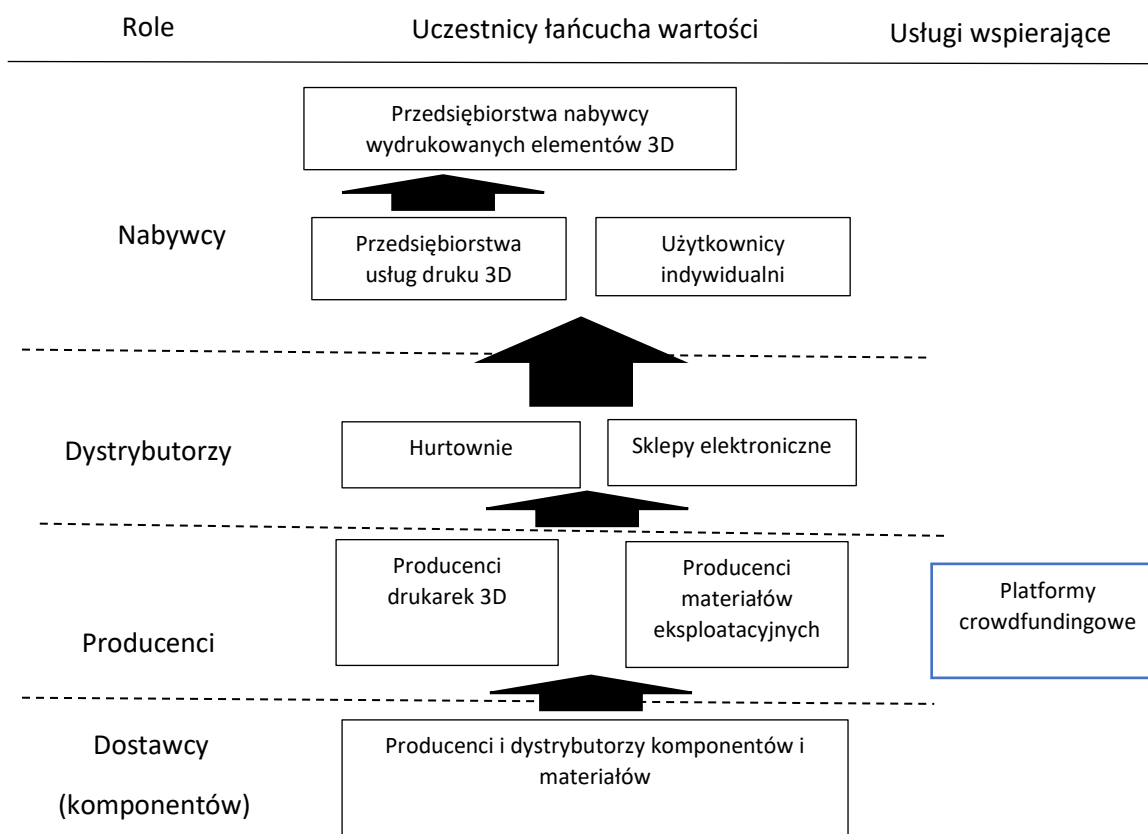 Role
Uczestnicy łańcucha wartości
Usługi wspierające
Przedsiębiorstwa nabywcy
wydrukowanych elementów 3D
Nabywcy
Przedsiębiorstwa
usług druku 3D
Użytkownicy
indywidualni
Dystrybutorzy
Hurtownie
Sklepy elektroniczne
Producenci
Producenci
drukarek 3D
Producenci
materiałów
eksploatacyjnych
Platformy
crowdfundingowe
Dostawcy
(komponentów)
Producenci i dystrybutorzy komponentów i
materiałów